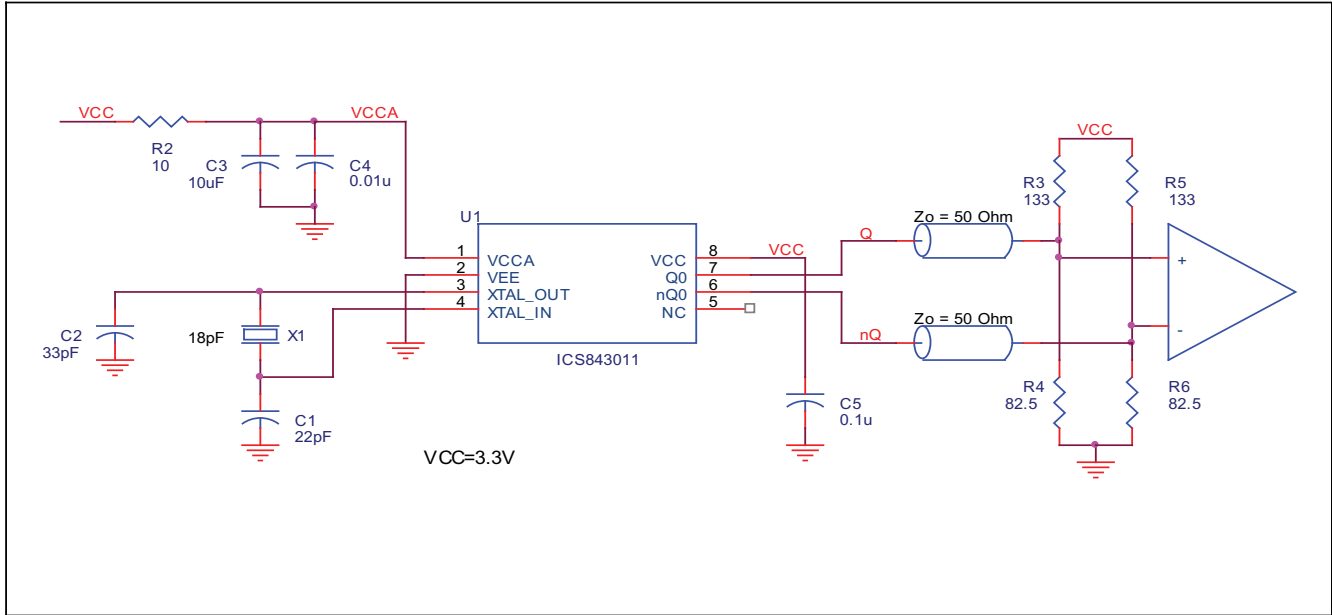 VCC
R2
10
VCCA
C3
10uF
C4
0.01u
U1
1
2
3
4
VCCA
VEE
XTAL_OUT
XTAL_IN
VCC
Q0
nQ0
NC
8
7
6
5
ICS843011
C2
33pF
18pF
X1
C1
22pF
VCC=3.3V
VCC
C5
0.1u
Q
Zo = 50 Ohm
nQ
Zo = 50 Ohm
VCC
R3
133
R5
133
+
-
R4
82.5
R6
82.5